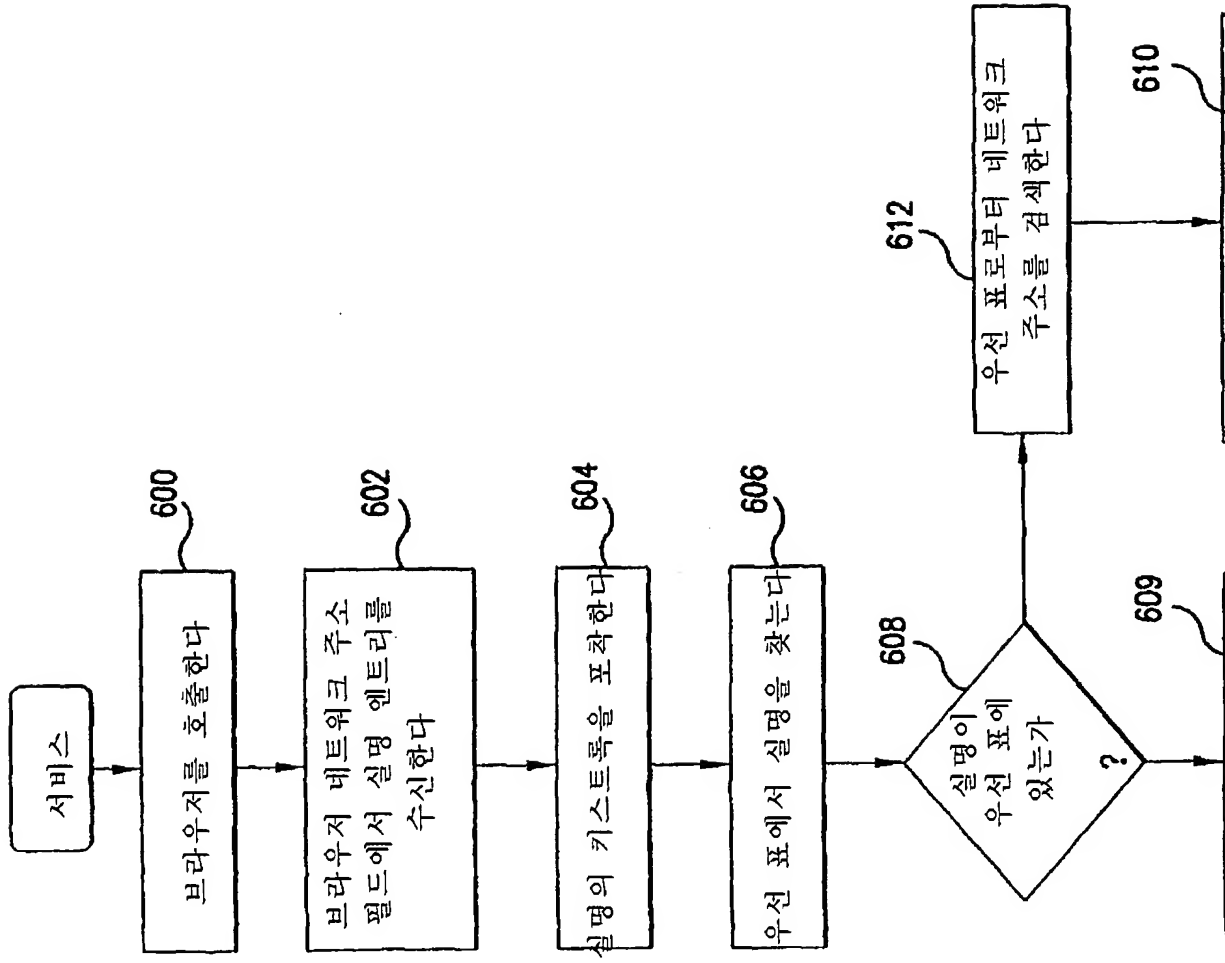 서비스
600
브라우저를 호출한다
602
브라우저 네트워크 주소
필드에서 실명 엔트리를
수신한다
604
실명의 키스트록을 포착한다
606
우선 표에서 실명을 찾는다
608
실명이
우선 표에
있는가
?
609
612
우선 표로부터 네트워크
주소를 검색한다
610